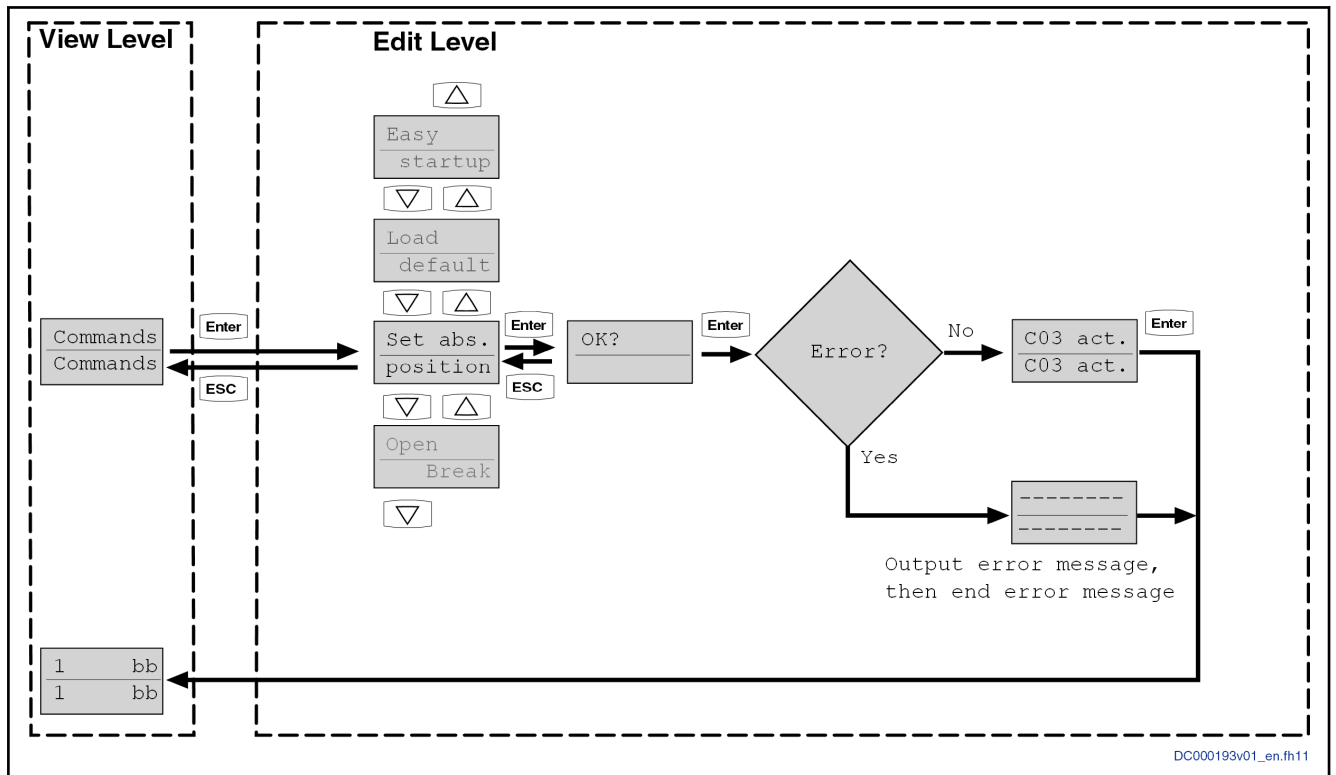 View Level
Edit Level
Easy
startup
Load
default
Commands
Commands
Enter
ESC
Set abs.
position
Enter
ESC
OK?
Enter
Error?
No
C03 act.
C03 act.
Enter
Open
Break
Yes
--------
--------
Output error message,
then end error message
1 bb
1 bb
DC000193v01_en.fh11